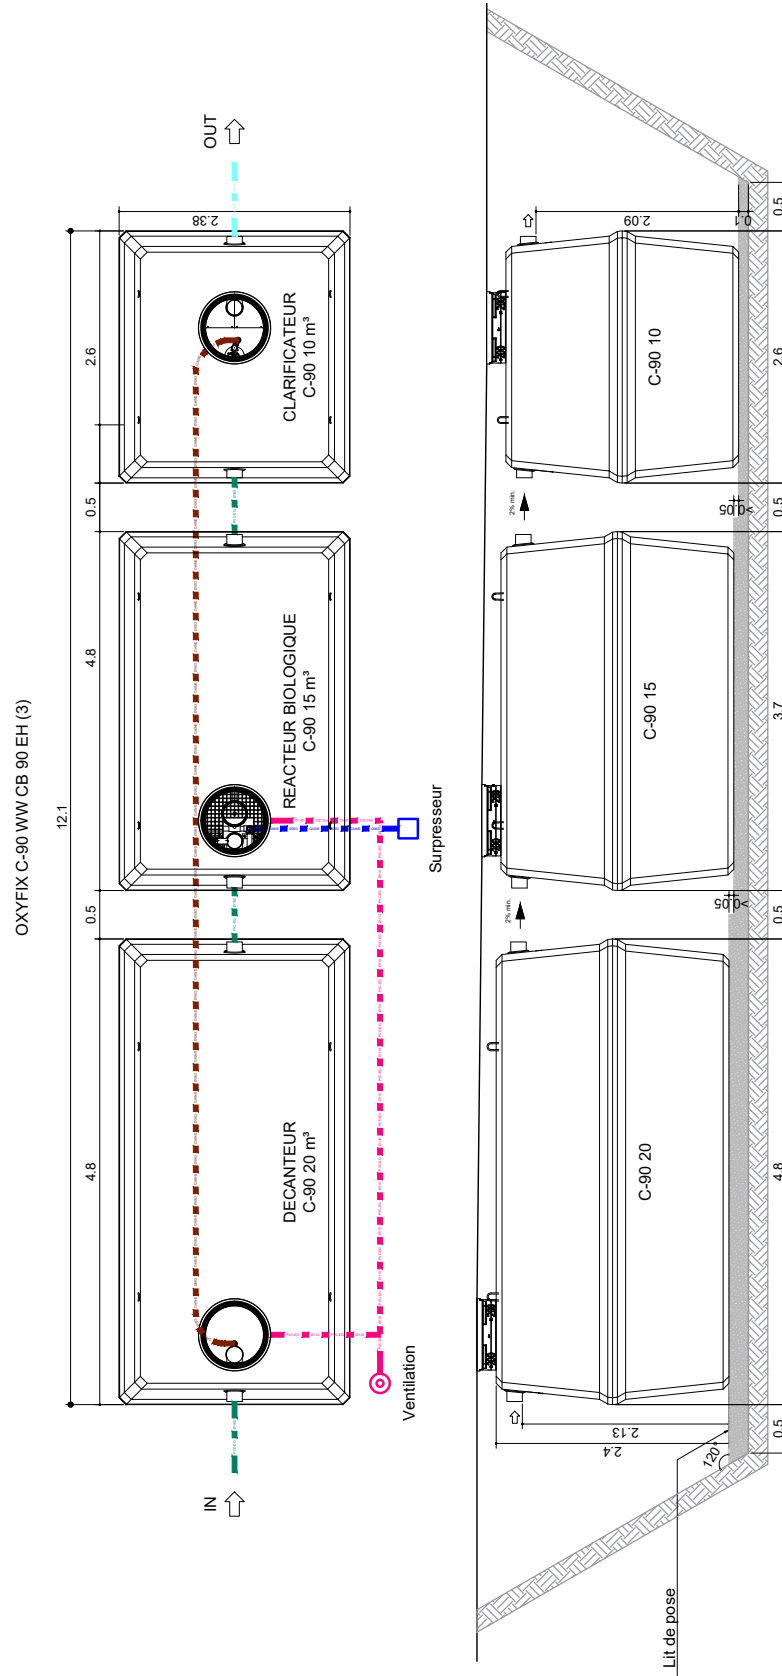 OXYFIX C-90 WW CB 90 EH (3)
12.1
4.8
0.5
4.8
0.5
2.6
2.38
IN
OUT
DECANTEUR
C-90 20 m³
REACTEUR BIOLOGIQUE
C-90 15 m³
CLARIFICATEUR
C-90 10 m³
Ventilation
Surpresseur
2% min.
2% min.
C-90 20
C-90 15
C-90 10
2.13
2.4
120°
>0.05
>0.05
2.09
0.1
Lit de pose
0.5
4.8
0.5
3.7
0.5
2.6
0.5